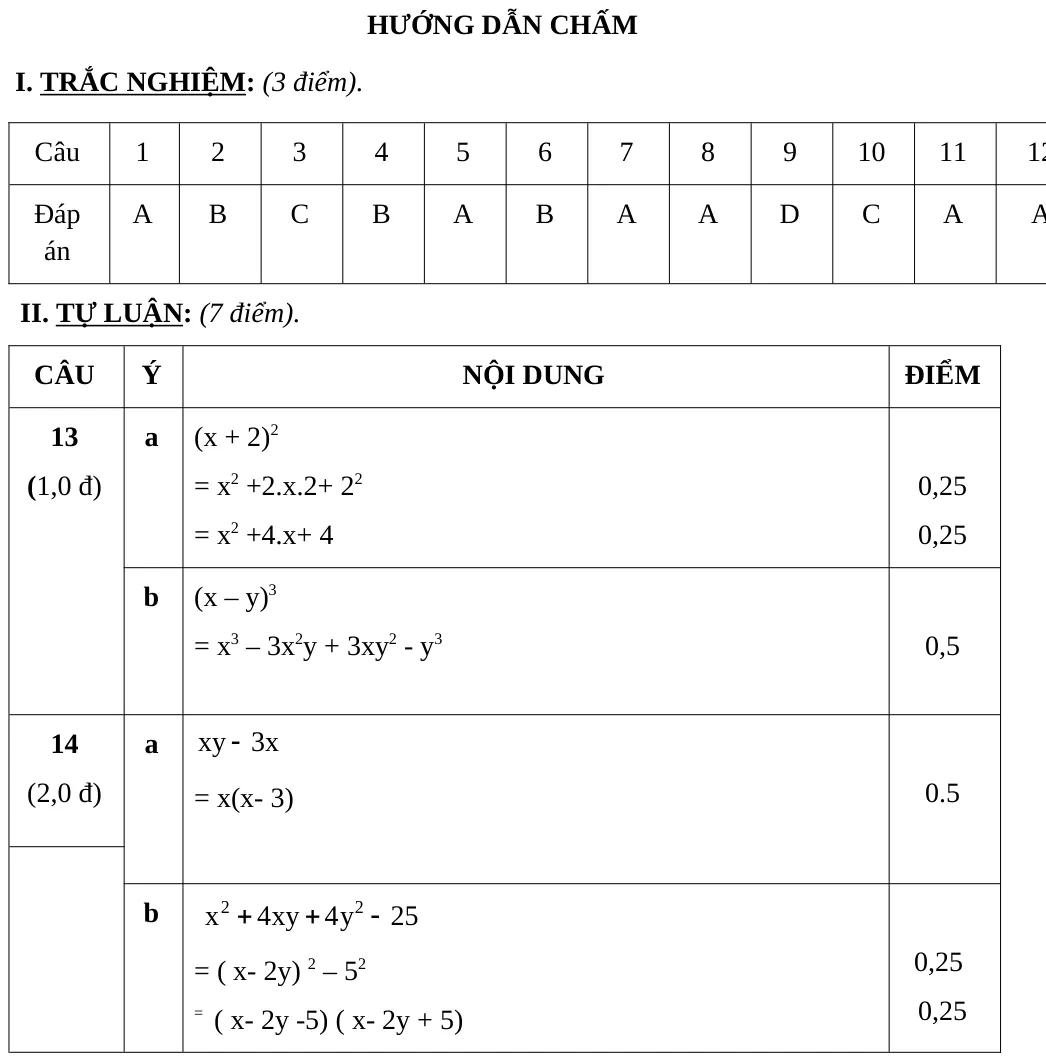 HƯỚNG DẪN CHẤM
I. TRẮC NGHIỆM: (3 điểm).
Câu 1 2 3 4 5 6 7 8 9 10 11
Đáp án A B C B A B A A D C A A
II. TỰ LUẬN: (7 điểm).
CÂU Ý NỘI DUNG ĐIỂM
13 a (x + 2)²
(1,0 đ) = x² +2.x.2+ 2² 0,25
= x² +4.x+ 4 0,25
b (x – y)³
= x³ – 3x²y + 3xy² - y³ 0,5
14 a xy - 3x
(2,0 đ) = x(x- 3) 0.5
b x² + 4xy + 4y² - 25
= ( x- 2y) ² – 5² 0,25
= ( x- 2y -5) ( x- 2y + 5) 0,25